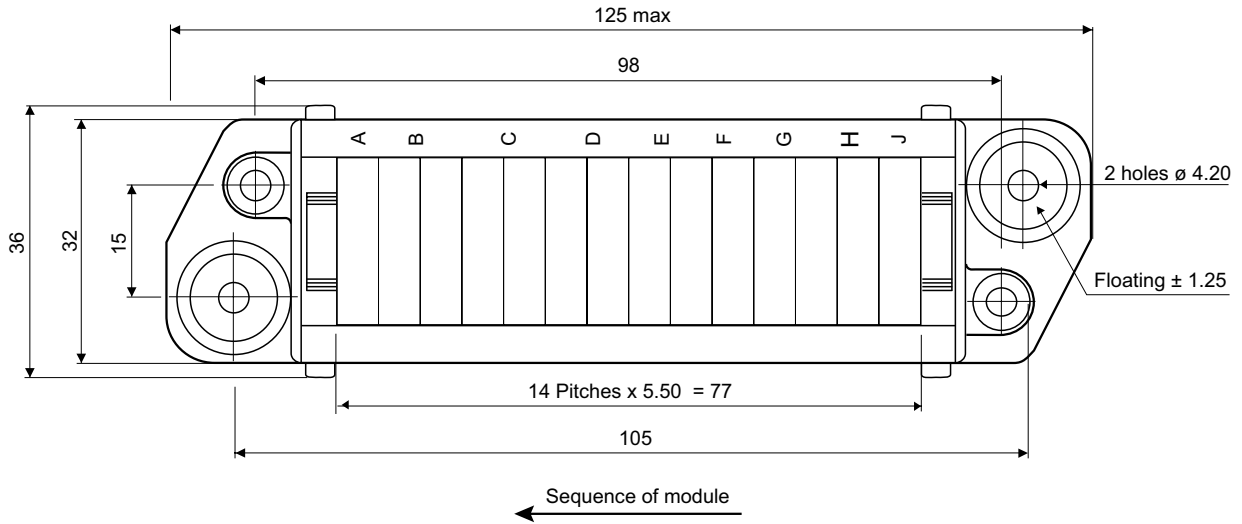 125 max
98
A B C D E F G H J
2 holes ø 4.20
36
32
15
Floating ± 1.25
14 Pitches x 5.50 = 77
105
Sequence of module